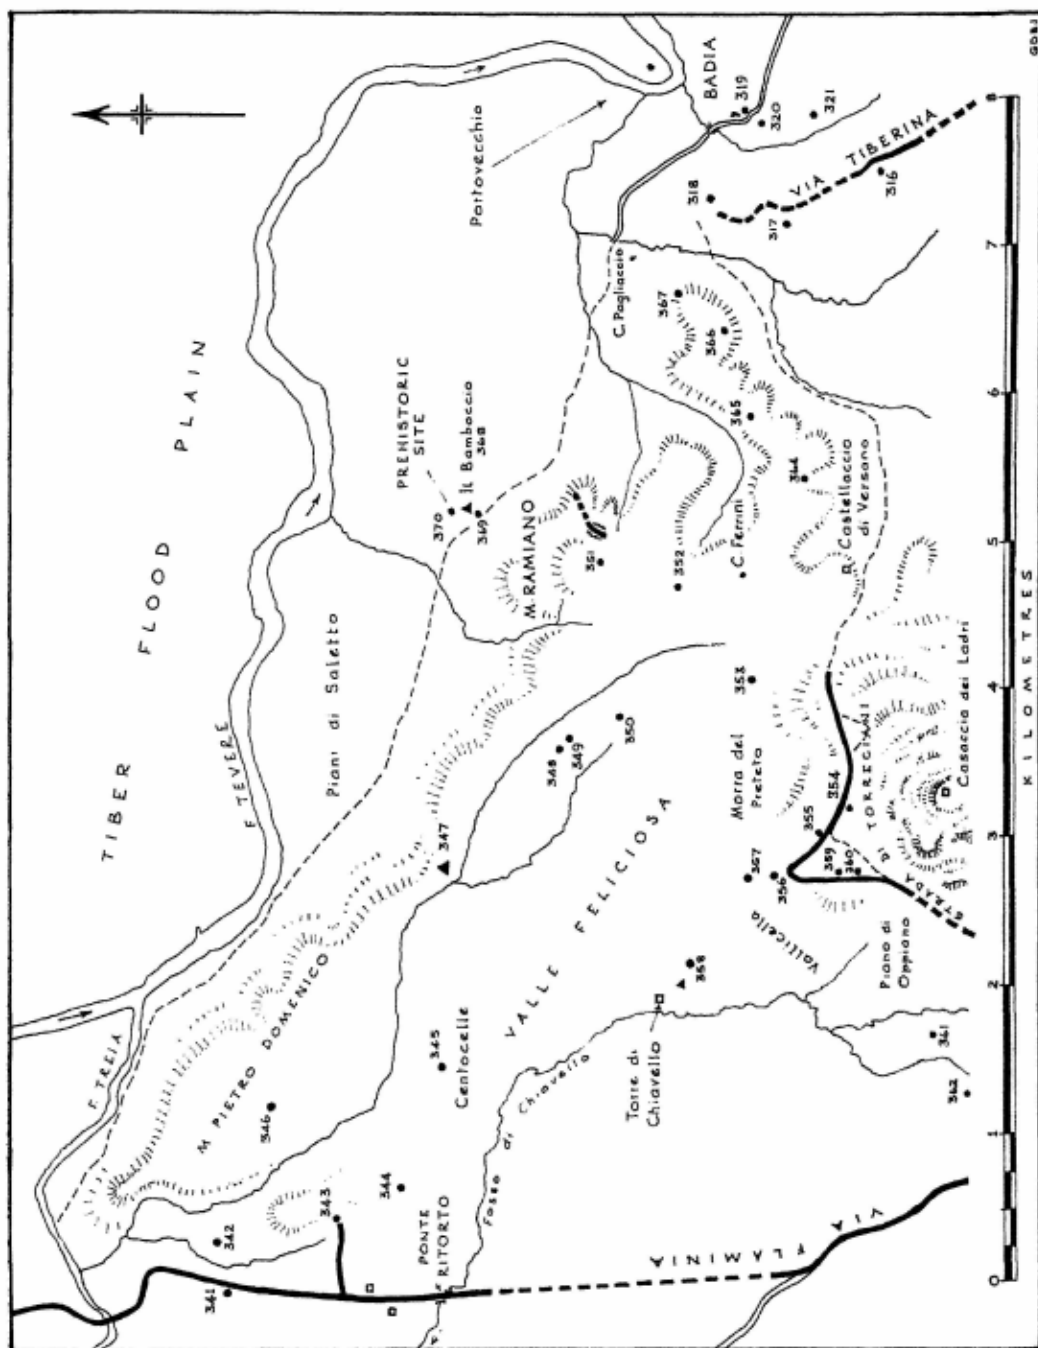 TIBER FLOOD PLAIN
F. TREIA
F. TEVERE
M PIETRO DOMENICO
Piani di Saletto
341
342
346
343
344
PONTE RITORTO
345
Centocelle
347
PREHISTORIC
SITE
370
Il Bambaccio
368
369
Portovecchio
Fosso di Chiavello
VALLE FELICIOSA
M. RAMIANO
348
349
350
351
352
C. Pagliaccio
Torre di
Chiavello
358
367
366
318
BADIA
319
320
321
VIA TIBERINA
317
316
VIA FLAMINIA
Morra del
Preteto
353
C. Ferrini
365
364
357
356
355
354
359
360
Valticella
Castellaccio
di Versano
STRADA DI TORREGIANI
Piano di
Oppiano
361
362
Casaccia dei Ladri
0 1 2 3 4 5 6 7 8
KILOMETRES